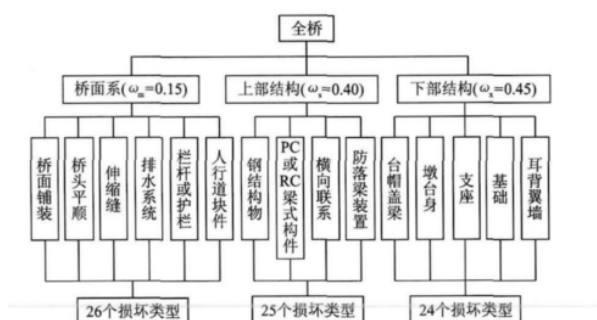 全桥
桥面系(ωm=0.15)
上部结构(ωs=0.40)
下部结构(ωx=0.45)
桥面铺装
桥头平顺
伸缩缝
排水系统
栏杆或护栏
人行道块件
钢结构物
PC或RC梁式构件
横向联系
防落梁装置
台帽盖梁
墩台身
支座
基础
耳背翼墙
26个损坏类型
25个损坏类型
24个损坏类型